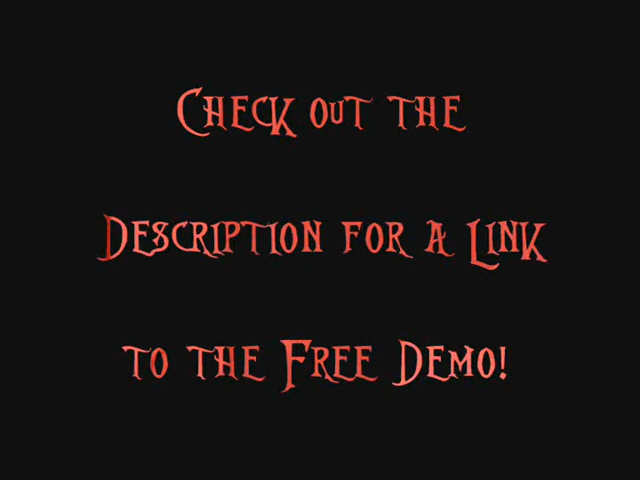 Check out the
Description for a Link
to the Free Demo!